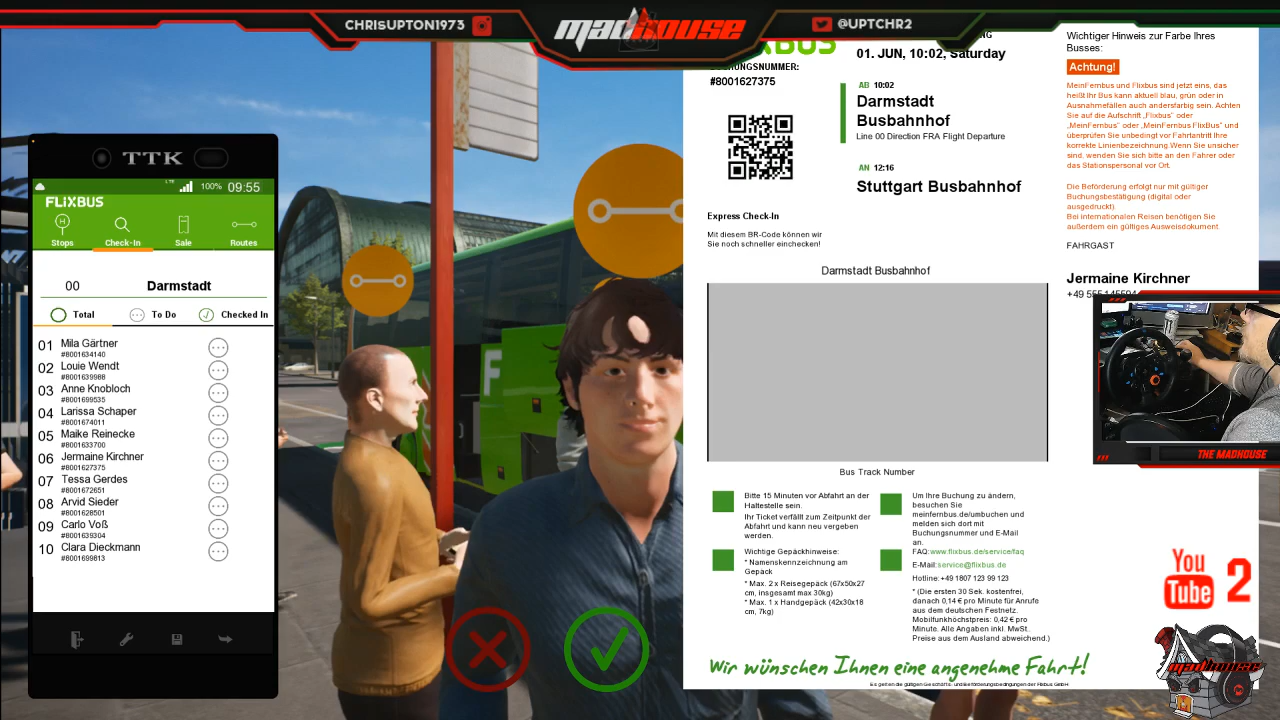 CHRISUPTON1973
madhouse
@UPTCHR2
TTK
LTE
100%
09:55
FLiXBUS
Stops
Check-In
Sale
Routes
00
Darmstadt
Total
To Do
Checked In
01 Mila Gärtner
#8001634140
02 Louie Wendt
#8001639988
03 Anne Knobloch
#8001699535
04 Larissa Schaper
#8001674011
05 Maike Reinecke
#8001633700
06 Jermaine Kirchner
#8001627375
07 Tessa Gerdes
#8001672651
08 Arvid Sieder
#8001628501
09 Carlo Voß
#8001639304
10 Clara Dieckmann
#8001699813
F
#8001627375
01. JUN, 10:02, Saturday
AB 10:02
Darmstadt
Busbahnhof
Line 00 Direction FRA Flight Departure
AN 12:16
Stuttgart Busbahnhof
Express Check-In
Mit diesem BR-Code können wir
Sie noch schneller einchecken!
Darmstadt Busbahnhof
Bus Track Number
Bitte 15 Minuten vor Abfahrt an der
Haltestelle sein.
Ihr Ticket verfällt zum Zeitpunkt der
Abfahrt und kann neu vergeben
werden.
Wichtige Gepäckhinweise:
* Namenskennzeichnung am
Gepäck
* Max. 2 x Reisegepäck (67x50x27
cm, insgesamt max 30kg)
* Max. 1 x Handgepäck (42x30x18
cm, 7kg)
Um Ihre Buchung zu ändern,
besuchen Sie
meinfernbus.de/umbuchen und
melden sich dort mit
Buchungsnummer und E-Mail
an.
FAQ: www.flixbus.de/service/faq
E-Mail: service@flixbus.de
Hotline: +49 1807 123 99 123
* (Die ersten 30 Sek. kostenfrei,
danach 0,14 € pro Minute für Anrufe
aus dem deutschen Festnetz.
Mobilfunkhöchstpreis: 0,42 € pro
Minute. Alle Angaben inkl. MwSt.
Preise aus dem Ausland abweichend.)
Wir wünschen Ihnen eine angenehme Fahrt!
Es gelten die gültigen Geschäfts- und Beförderungsbedingungen der Flixbus GmbH
Wichtiger Hinweis zur Farbe Ihres
Busses:
Achtung!
MeinFernbus und Flixbus sind jetzt eins, das
heißt Ihr Bus kann aktuell blau, grün oder in
Ausnahmefällen auch andersfarbig sein. Achten
Sie auf die Aufschrift „Flixbus" oder
„MeinFernbus" oder „MeinFernbus FlixBus" und
überprüfen Sie unbedingt vor Fahrtantritt Ihre
korrekte Linienbezeichnung.Wenn Sie unsicher
sind, wenden Sie sich bitte an den Fahrer oder
das Stationspersonal vor Ort.
Die Beförderung erfolgt nur mit gültiger
Buchungsbestätigung (digital oder
ausgedruckt).
Bei internationalen Reisen benötigen Sie
außerdem ein gültiges Ausweisdokument.
FAHRGAST
Jermaine Kirchner
THE MADHOUSE
You
Tube 2
madhouse